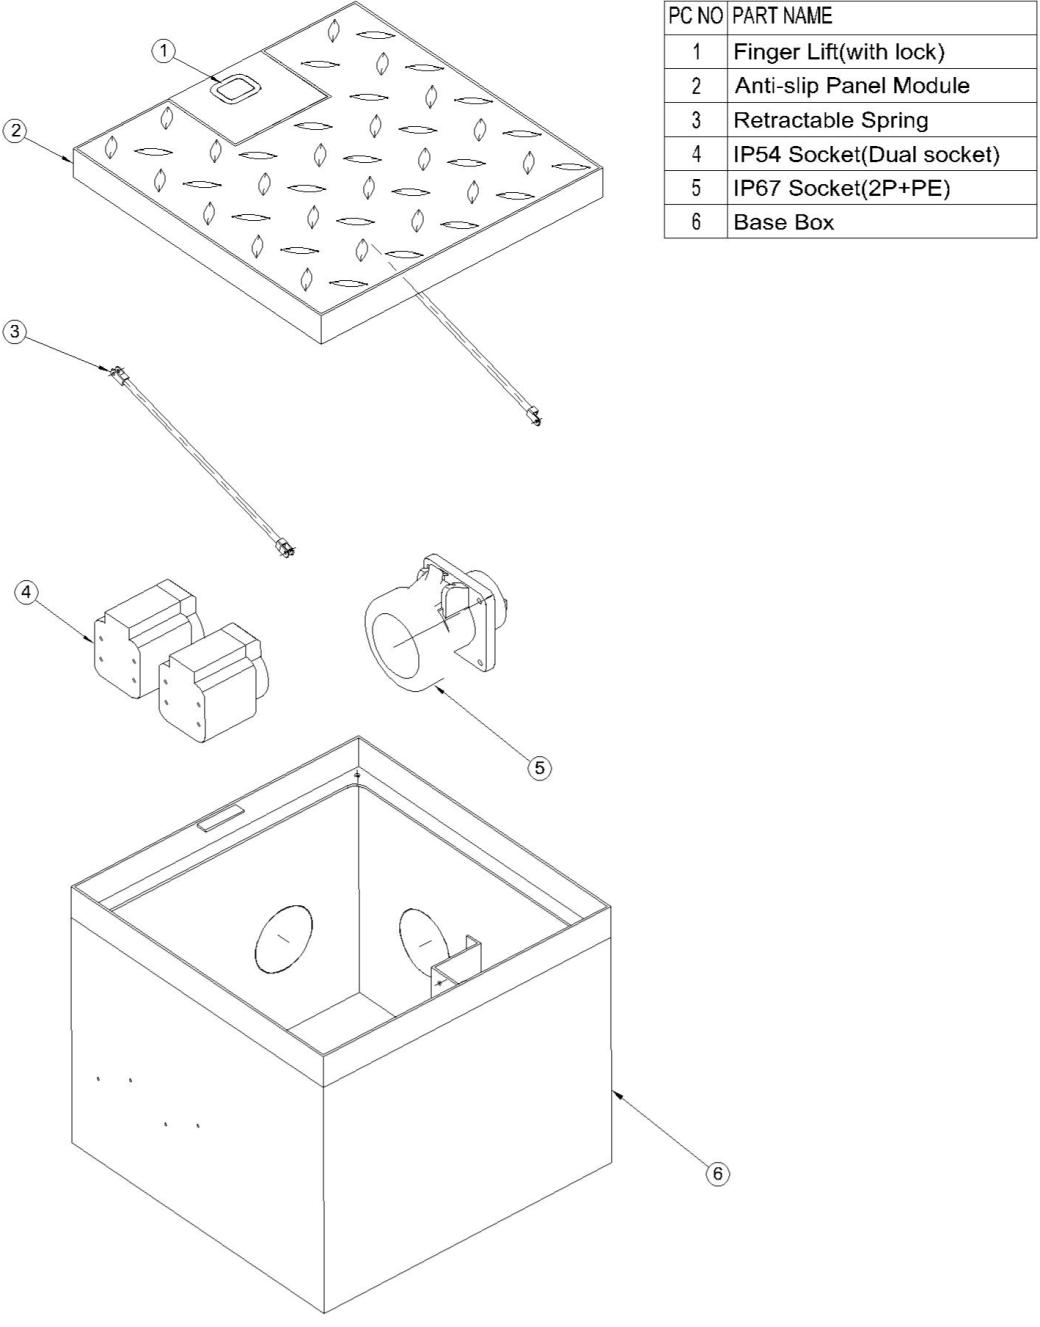 PC NO PART NAME
1 Finger Lift(with lock)
2 Anti-slip Panel Module
3 Retractable Spring
4 IP54 Socket(Dual socket)
5 IP67 Socket(2P+PE)
6 Base Box
1
2
3
4
5
6